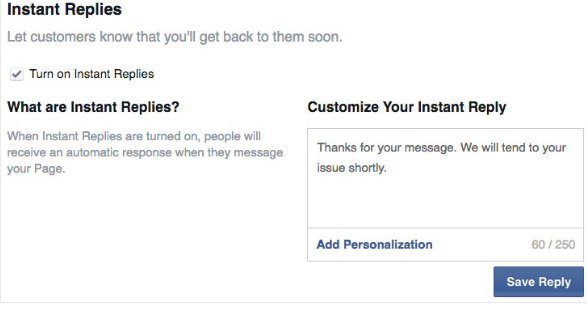 Instant Replies
Let customers know that you'll get back to them soon.
Turn on Instant Replies
What are Instant Replies?
When Instant Replies are turned on, people will
receive an automatic response when they message
your Page.
Customize Your Instant Reply
Thanks for your message. We will tend to your
issue shortly.
Add Personalization
60 / 250
Save Reply